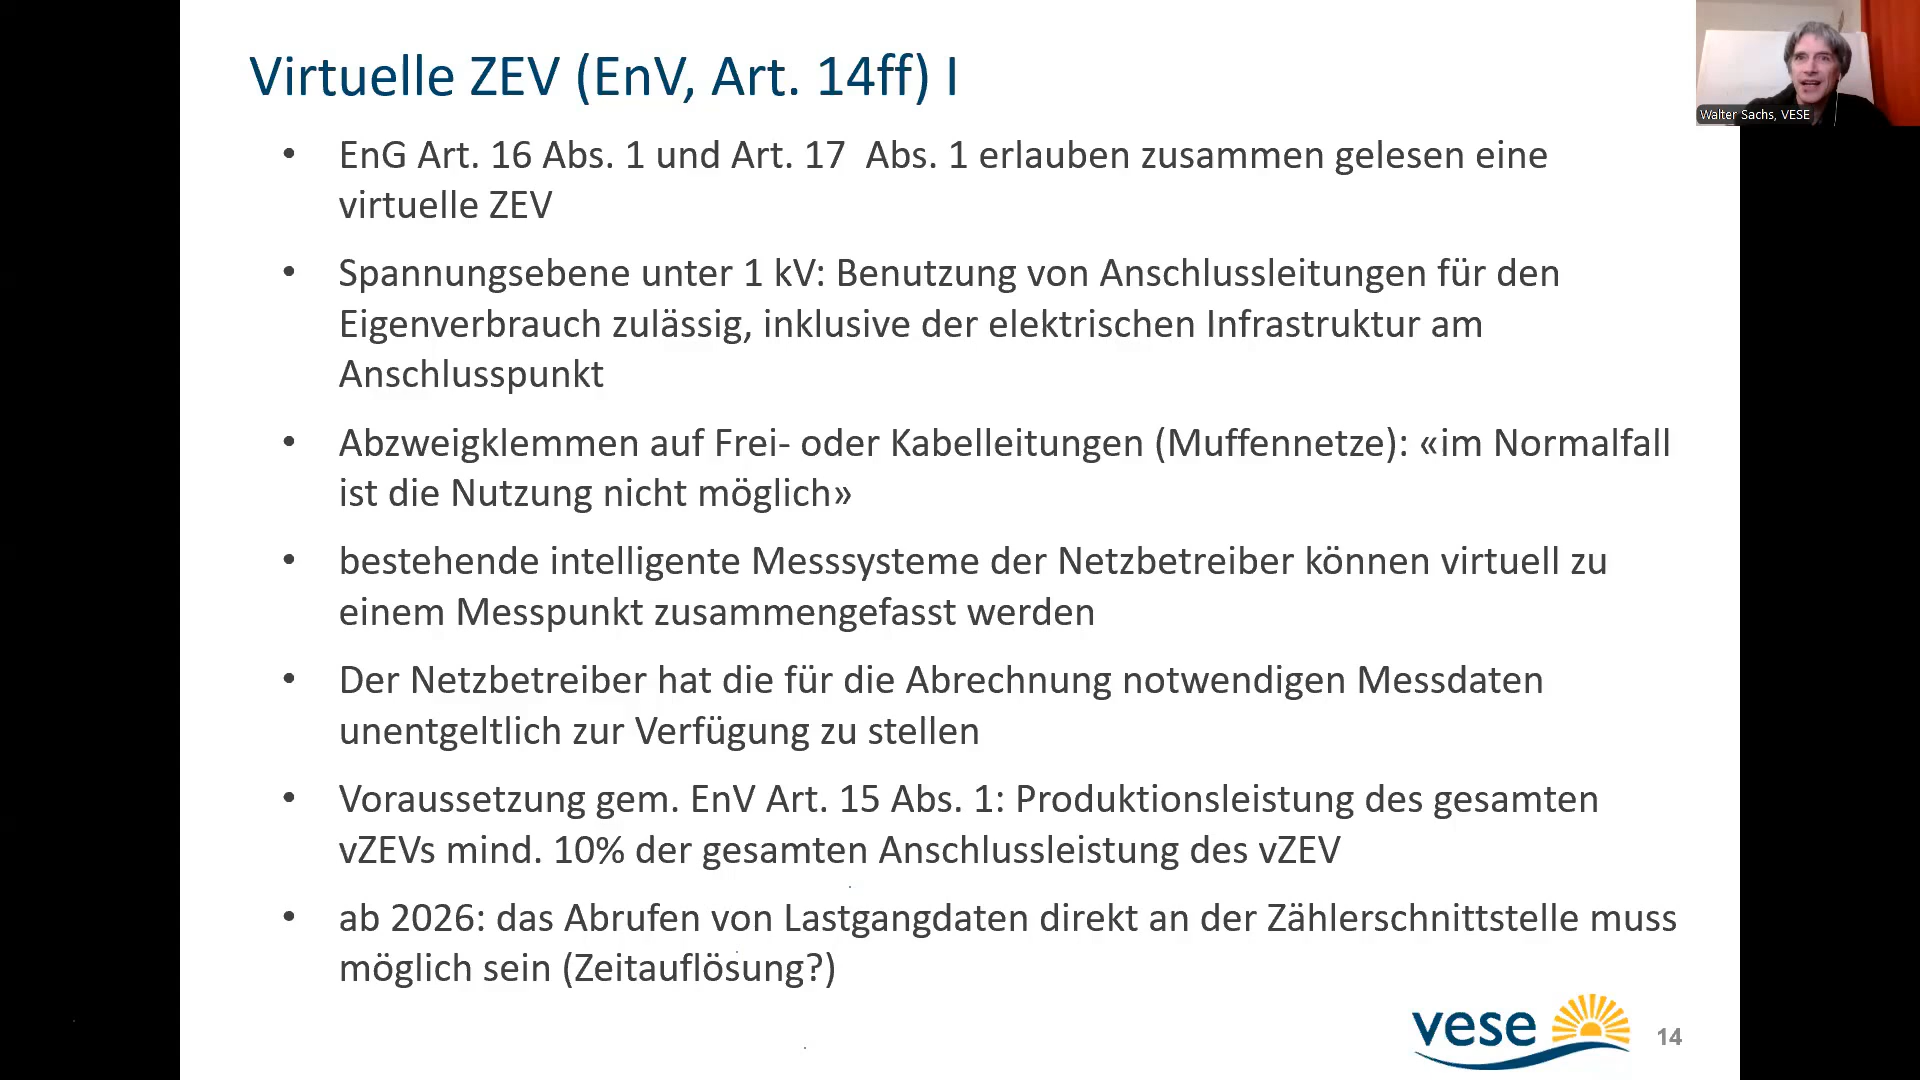 Virtuelle ZEV (EnV, Art. 14ff) I
Walter Sachs, VESE
• EnG Art. 16 Abs. 1 und Art. 17 Abs. 1 erlauben zusammen gelesen eine
virtuelle ZEV
• Spannungsebene unter 1 kV: Benutzung von Anschlussleitungen für den
Eigenverbrauch zulässig, inklusive der elektrischen Infrastruktur am
Anschlusspunkt
• Abzweigklemmen auf Frei- oder Kabelleitungen (Muffennetze): «im Normalfall
ist die Nutzung nicht möglich»
• bestehende intelligente Messsysteme der Netzbetreiber können virtuell zu
einem Messpunkt zusammengefasst werden
• Der Netzbetreiber hat die für die Abrechnung notwendigen Messdaten
unentgeltlich zur Verfügung zu stellen
• Voraussetzung gem. EnV Art. 15 Abs. 1: Produktionsleistung des gesamten
vZEVs mind. 10% der gesamten Anschlussleistung des vZEV
• ab 2026: das Abrufen von Lastgangdaten direkt an der Zählerschnittstelle muss
möglich sein (Zeitauflösung?)
vese
14